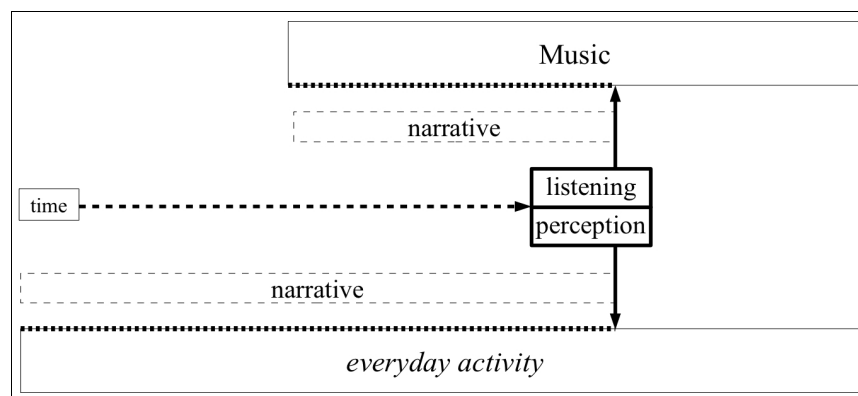 Music
narrative
listening
time
perception
narrative
everyday activity